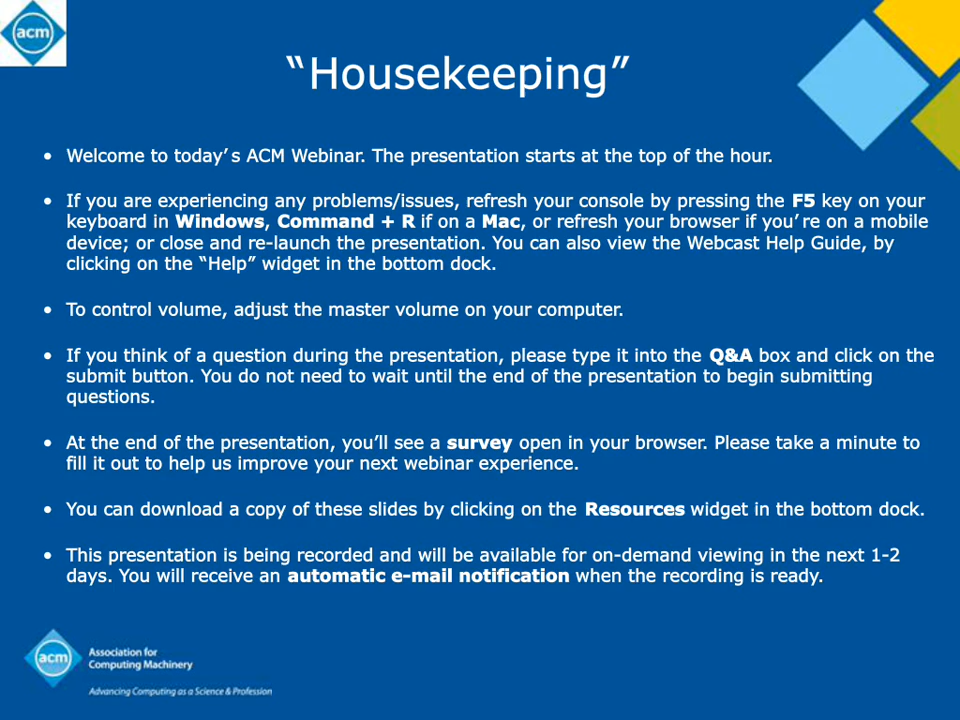 acm
“Housekeeping”
• Welcome to today’s ACM Webinar. The presentation starts at the top of the hour.
• If you are experiencing any problems/issues, refresh your console by pressing the F5 key on your
keyboard in Windows, Command + R if on a Mac, or refresh your browser if you’re on a mobile
device; or close and re-launch the presentation. You can also view the Webcast Help Guide, by
clicking on the “Help” widget in the bottom dock.
• To control volume, adjust the master volume on your computer.
• If you think of a question during the presentation, please type it into the Q&A box and click on the
submit button. You do not need to wait until the end of the presentation to begin submitting
questions.
• At the end of the presentation, you’ll see a survey open in your browser. Please take a minute to
fill it out to help us improve your next webinar experience.
• You can download a copy of these slides by clicking on the Resources widget in the bottom dock.
• This presentation is being recorded and will be available for on-demand viewing in the next 1-2
days. You will receive an automatic e-mail notification when the recording is ready.
acm
Association for
Computing Machinery
Advancing Computing as a Science & Profession